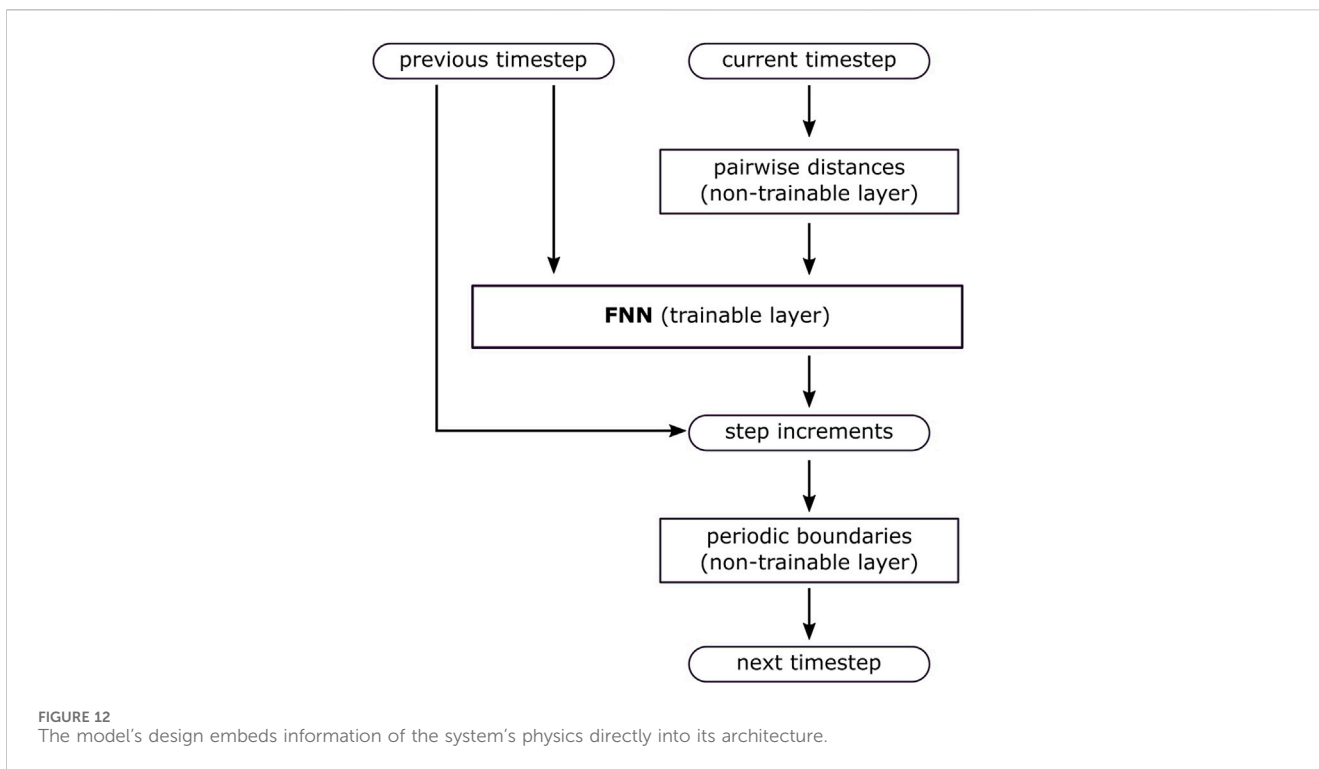 previous timestep
current timestep
pairwise distances
(non-trainable layer)
FNN (trainable layer)
step increments
periodic boundaries
(non-trainable layer)
next timestep
FIGURE 12
The model's design embeds information of the system's physics directly into its architecture.